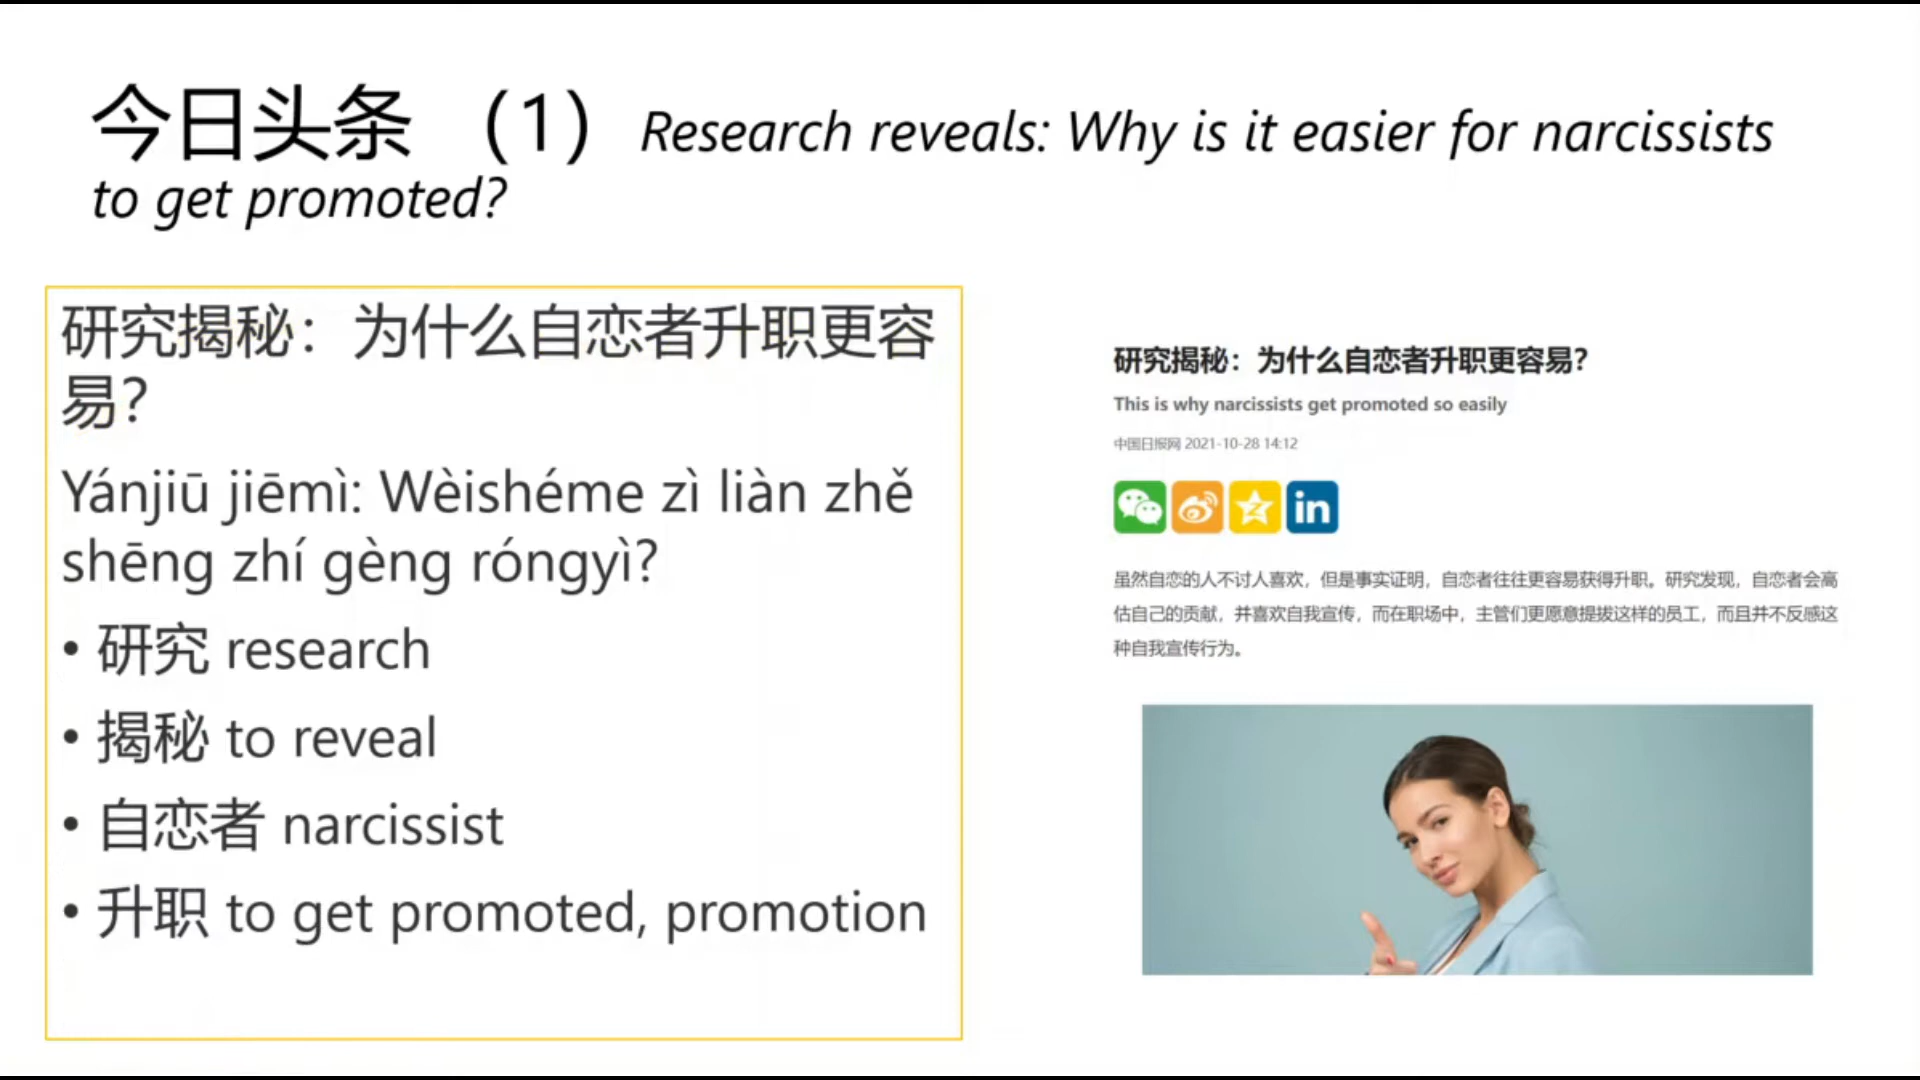 今日头条 （1） Research reveals: Why is it easier for narcissists
to get promoted?
研究揭秘：为什么自恋者升职更容
易？
Yánjiū jiēmì: Wèishéme zì liàn zhě
shēng zhí gèng róngyì?
• 研究 research
• 揭秘 to reveal
• 自恋者 narcissist
• 升职 to get promoted, promotion
研究揭秘：为什么自恋者升职更容易？
This is why narcissists get promoted so easily
中国日报网 2021-10-28 14:12
in
虽然自恋的人不讨人喜欢，但是事实证明，自恋者往往更容易获得升职。研究发现，自恋者会高
估自己的贡献，并喜欢自我宣传，而在职场中，主管们更愿意提拔这样的员工，而且并不反感这
种自我宣传行为。